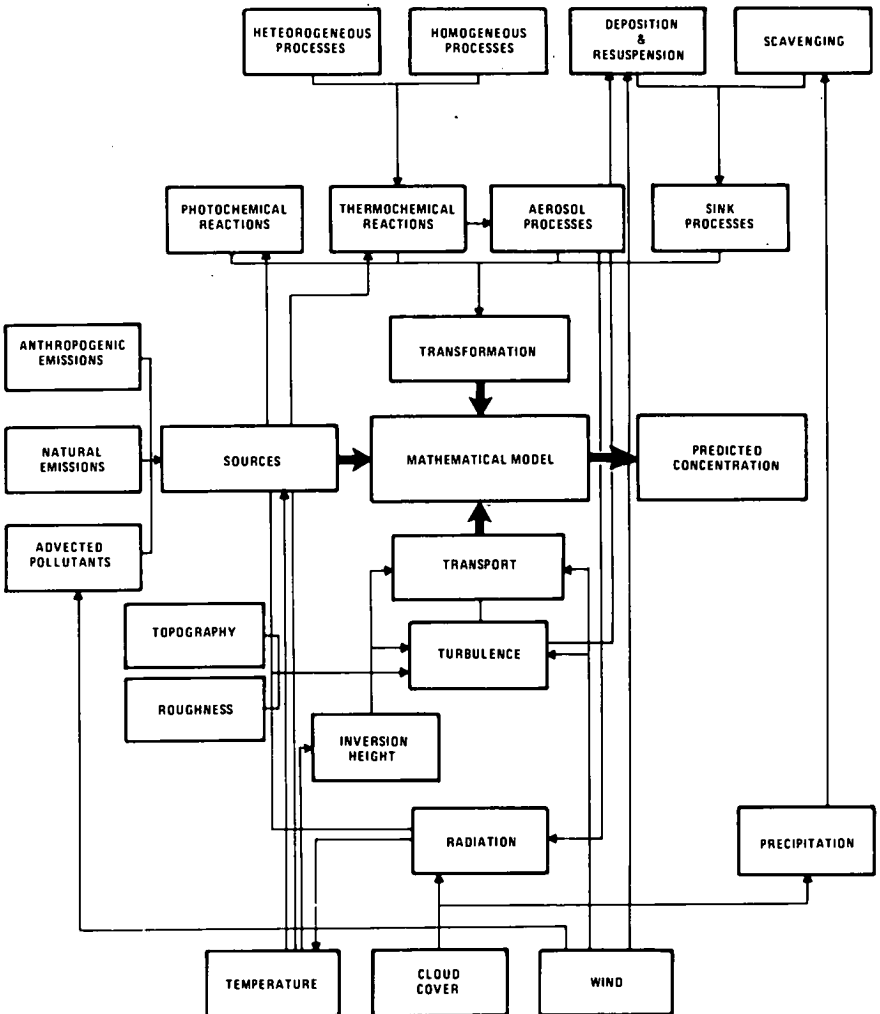 HETEOROGENEOUS
PROCESSES
HOMOGENEOUS
PROCESSES
DEPOSITION
&
RESUSPENSION
SCAVENGING
PHOTOCHEMICAL
REACTIONS
THERMOCHEMICAL
REACTIONS
AEROSOL
PROCESSES
SINK
PROCESSES
ANTHROPOGENIC
EMISSIONS
TRANSFORMATION
NATURAL
EMISSIONS
SOURCES
MATHEMATICAL MODEL
PREDICTED
CONCENTRATION
ADVECTED
POLLUTANTS
TRANSPORT
TOPOGRAPHY
TURBULENCE
ROUGHNESS
INVERSION
HEIGHT
RADIATION
PRECIPITATION
TEMPERATURE
CLOUD
COVER
WIND